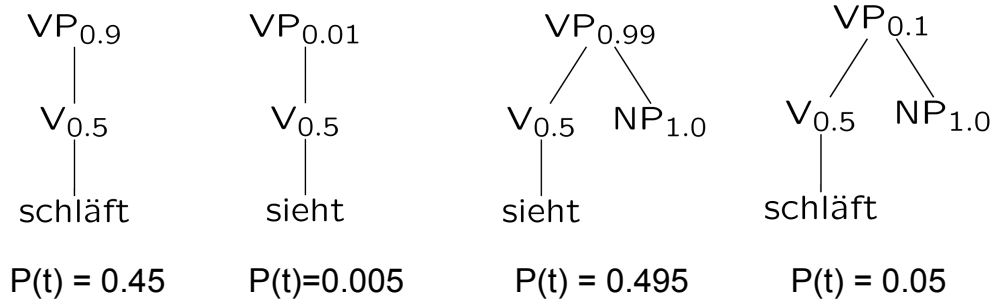 VP0.9 VP0.01 VP0.99 VP0.1
V0.5 V0.5 V0.5 NP1.0 V0.5 NP1.0
schläft sieht sieht schläft
P(t) = 0.45 P(t)=0.005 P(t) = 0.495 P(t) = 0.05